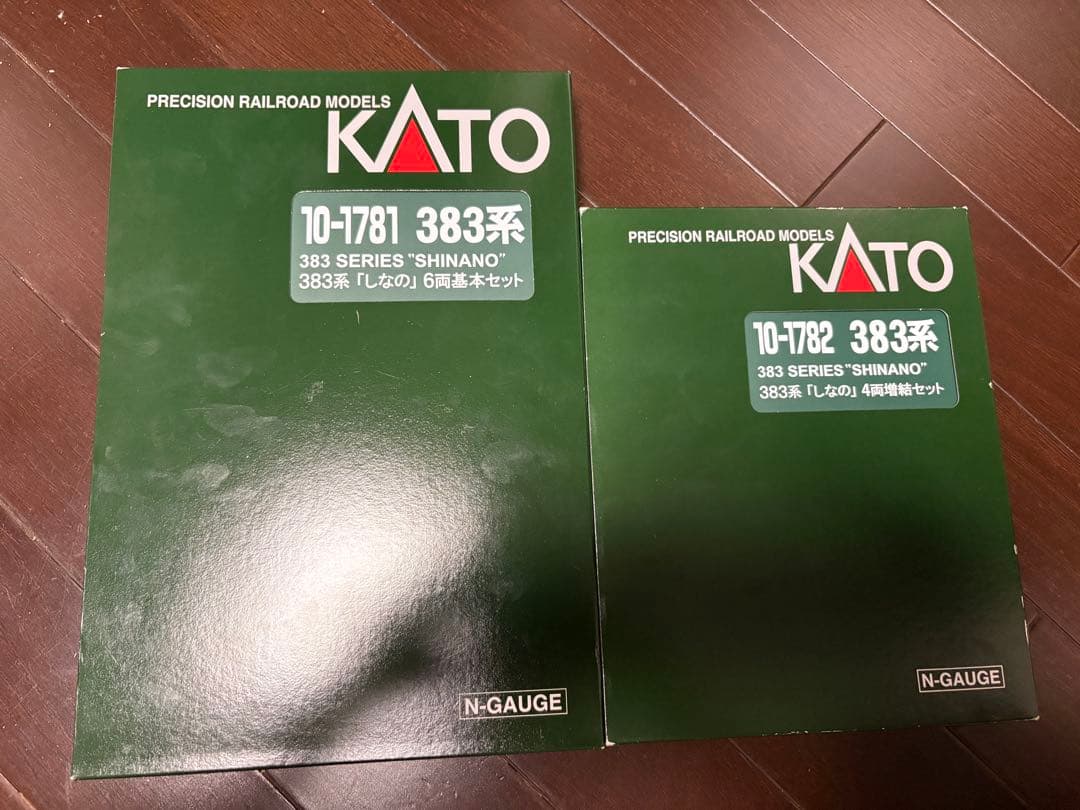 PRECISION RAILROAD MODELS
KATO
10-1781 383系
383 SERIES "SHINANO"
383系「しなの」6両基本セット
N-GAUGE
PRECISION RAILROAD MODELS
KATO
10-1782 383系
383 SERIES "SHINANO"
383系「しなの」4両増結セット
N-GAUGE